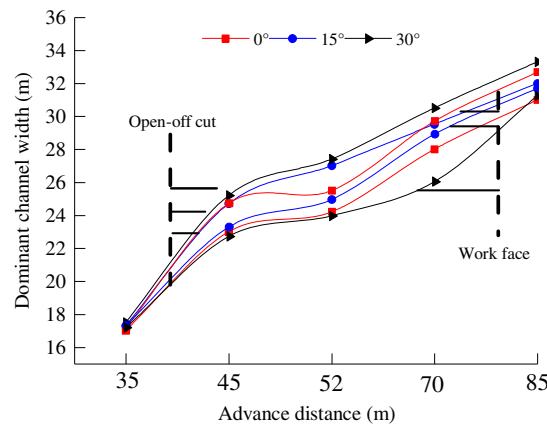 0° 15° 30°
Open-off cut
Work face
Dominant channel width (m)
36
34
32
30
28
26
24
22
20
18
16
35 45 52 70 85
Advance distance (m)